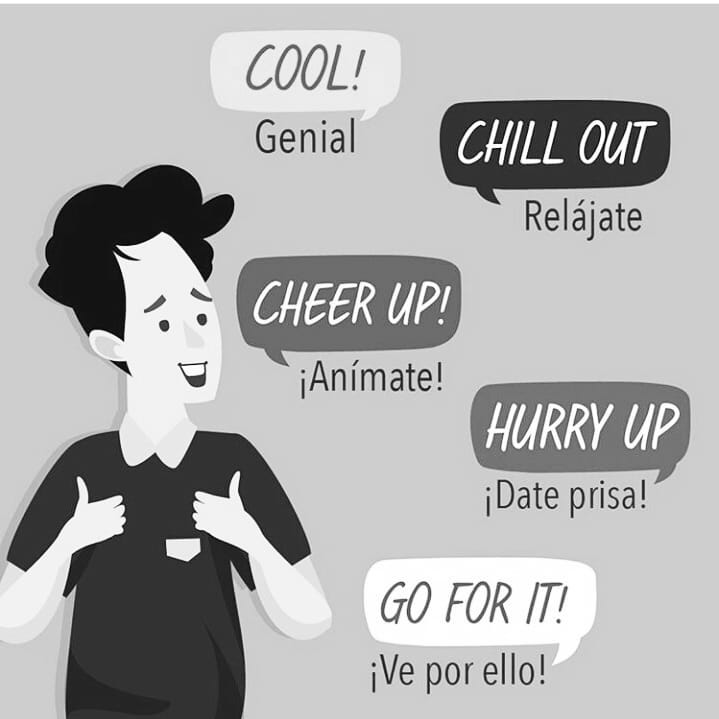 COOL!
Genial
CHILL OUT
Relájate
CHEER UP!
¡Anímate!
HURRY UP
¡Date prisa!
GO FOR IT!
¡Ve por ello!